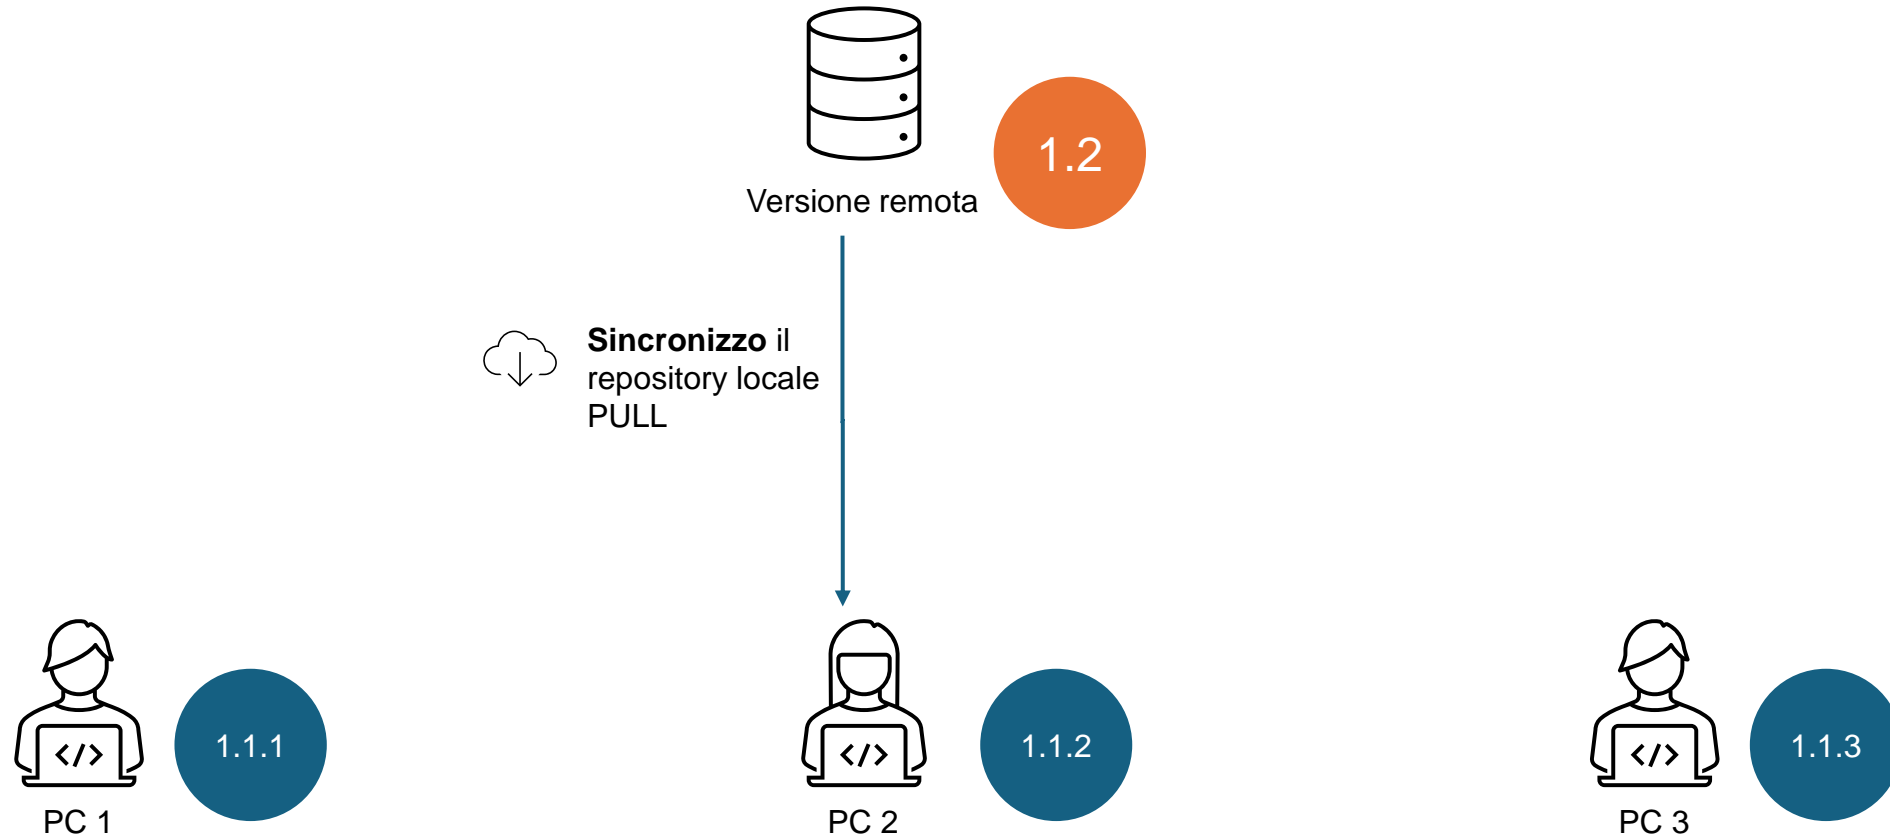 1.2
Versione remota
Sincronizzo il
repository locale
PULL
</>
1.1.1
PC 1
</>
1.1.2
PC 2
</>
1.1.3
PC 3